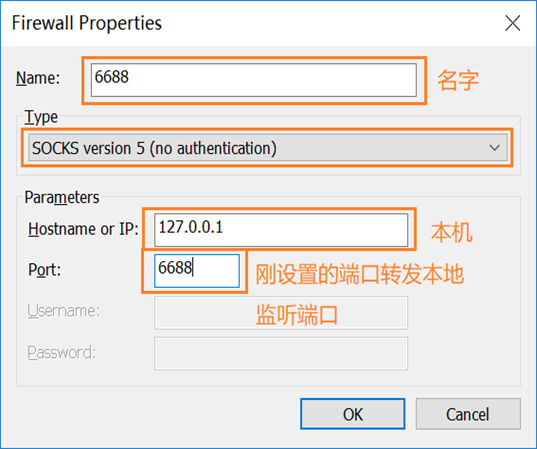 Firewall Properties
Name: 6688 名字
Type
SOCKS version 5 (no authentication)
Parameters
Hostname or IP: 127.0.0.1 本机
Port: 6688 刚设置的端口转发本地
Username: 监听端口
Password:
OK Cancel